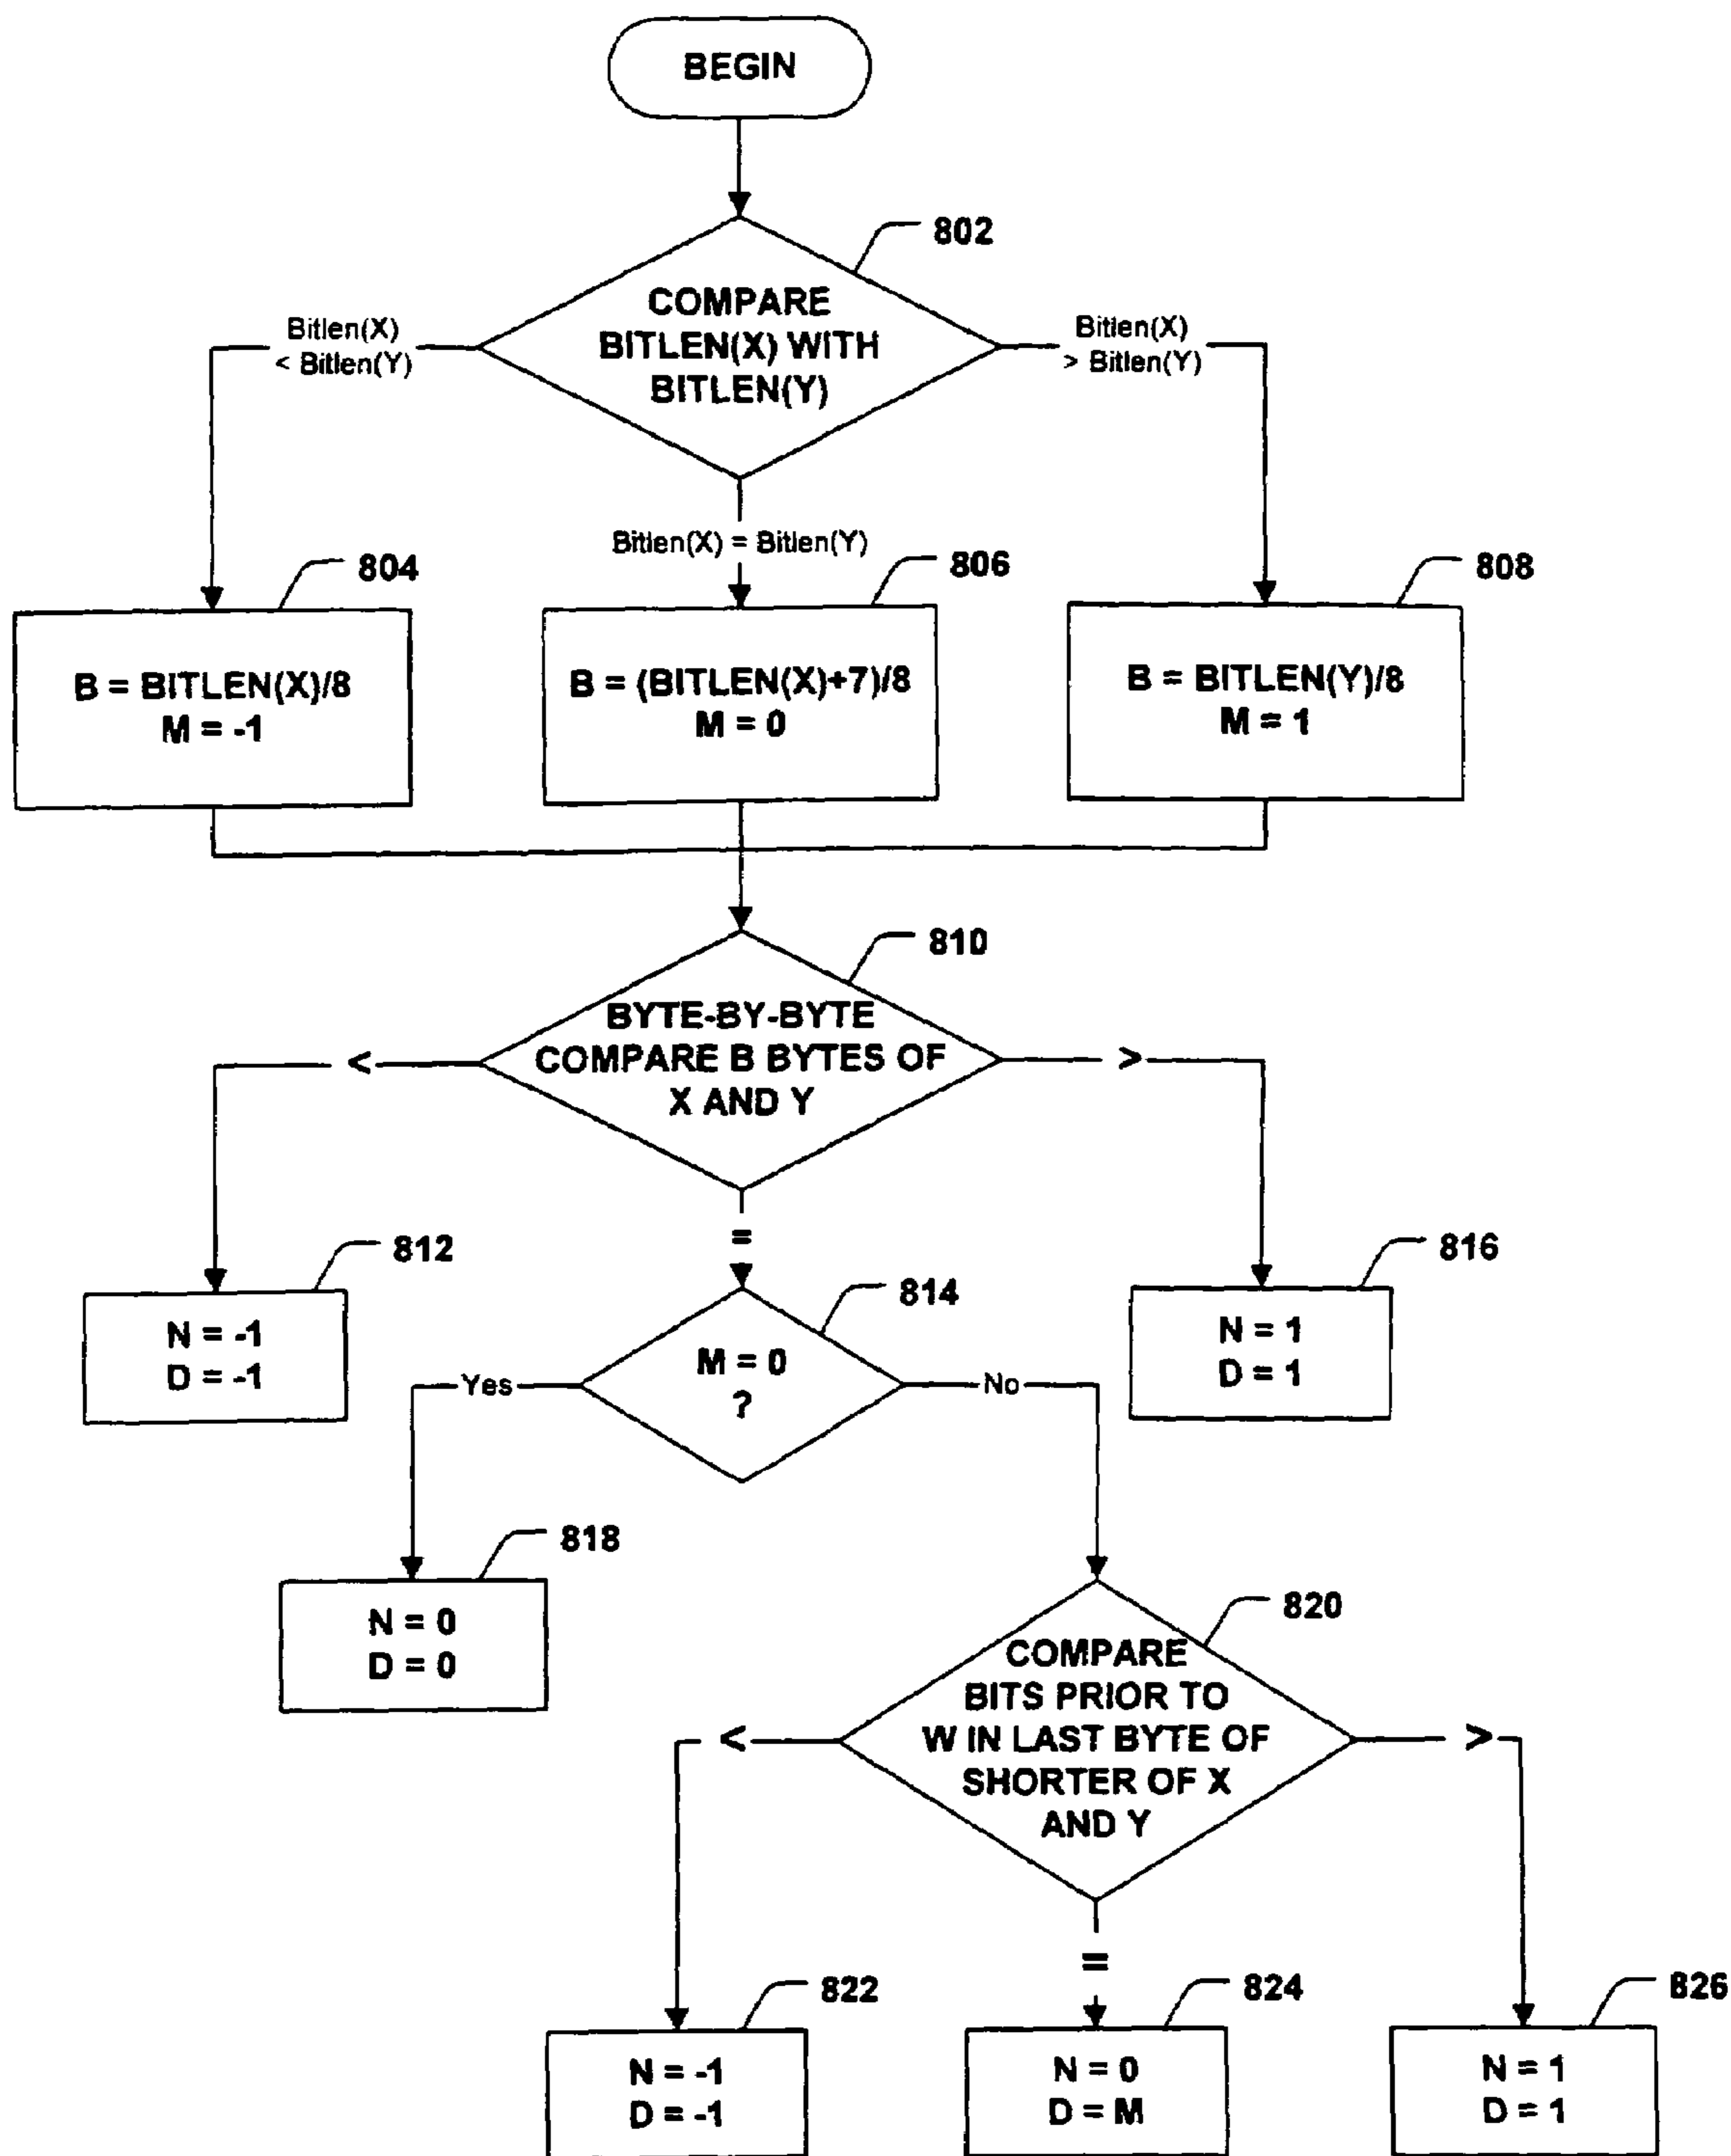 BEGIN
802
COMPARE
BITLEN(X) WITH
BITLEN(Y)
Bitlen(X)
< Bitlen(Y)
Bitlen(X)
> Bitlen(Y)
Bitlen(X) = Bitlen(Y)
804
806
808
B = BITLEN(X)/8
M = -1
B = (BITLEN(X)+7)/8
M = 0
B = BITLEN(Y)/8
M = 1
810
BYTE-BY-BYTE
COMPARE B BYTES OF
X AND Y
<
>
=
812
814
816
N = -1
D = -1
M = 0
?
N = 1
D = 1
Yes
No
818
N = 0
D = 0
820
COMPARE
BITS PRIOR TO
W IN LAST BYTE OF
SHORTER OF X
AND Y
<
>
=
822
824
826
N = -1
D = -1
N = 0
D = M
N = 1
D = 1